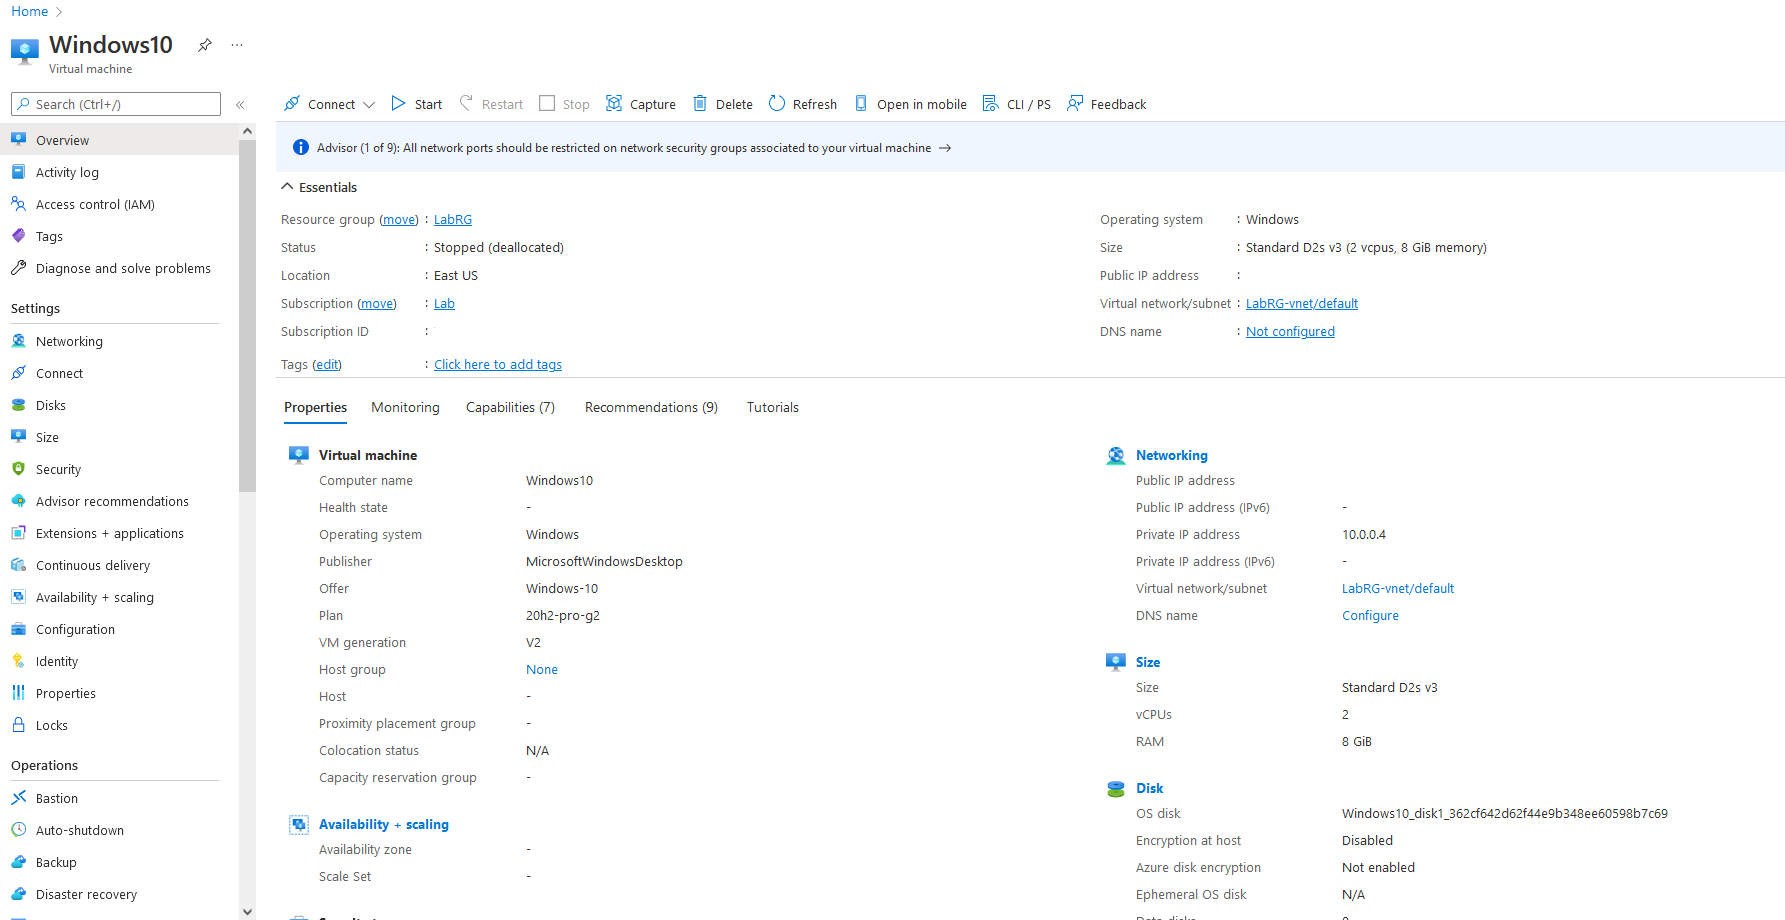 Home
Windows10
Virtual machine
Search (Ctrl+/)
Overview
Activity log
Access control (IAM)
Tags
Diagnose and solve problems
Settings
Networking
Connect
Disks
Size
Security
Advisor recommendations
Extensions + applications
Continuous delivery
Availability + scaling
Configuration
Identity
Properties
Locks
Operations
Bastion
Auto-shutdown
Backup
Disaster recovery
Connect Start Restart Stop Capture Delete Refresh Open in mobile CLI / PS Feedback
Advisor (1 of 9): All network ports should be restricted on network security groups associated to your virtual machine →
Essentials
Resource group (move) : LabRG
Status : Stopped (deallocated)
Location : East US
Subscription (move) : Lab
Subscription ID :
Tags (edit) : Click here to add tags
Operating system : Windows
Size : Standard D2s v3 (2 vcpus, 8 GiB memory)
Public IP address :
Virtual network/subnet : LabRG-vnet/default
DNS name : Not configured
Properties Monitoring Capabilities (7) Recommendations (9) Tutorials
Virtual machine
Computer name Windows10
Health state -
Operating system Windows
Publisher MicrosoftWindowsDesktop
Offer Windows-10
Plan 20h2-pro-g2
VM generation V2
Host group None
Host -
Proximity placement group -
Colocation status N/A
Capacity reservation group -
Availability + scaling
Availability zone -
Scale Set -
Networking
Public IP address
Public IP address (IPv6) -
Private IP address 10.0.0.4
Private IP address (IPv6) -
Virtual network/subnet LabRG-vnet/default
DNS name Configure
Size
Size Standard D2s v3
vCPUs 2
RAM 8 GiB
Disk
OS disk Windows10_disk1_362cf642d62f44e9b348ee60598b7c69
Encryption at host Disabled
Azure disk encryption Not enabled
Ephemeral OS disk N/A